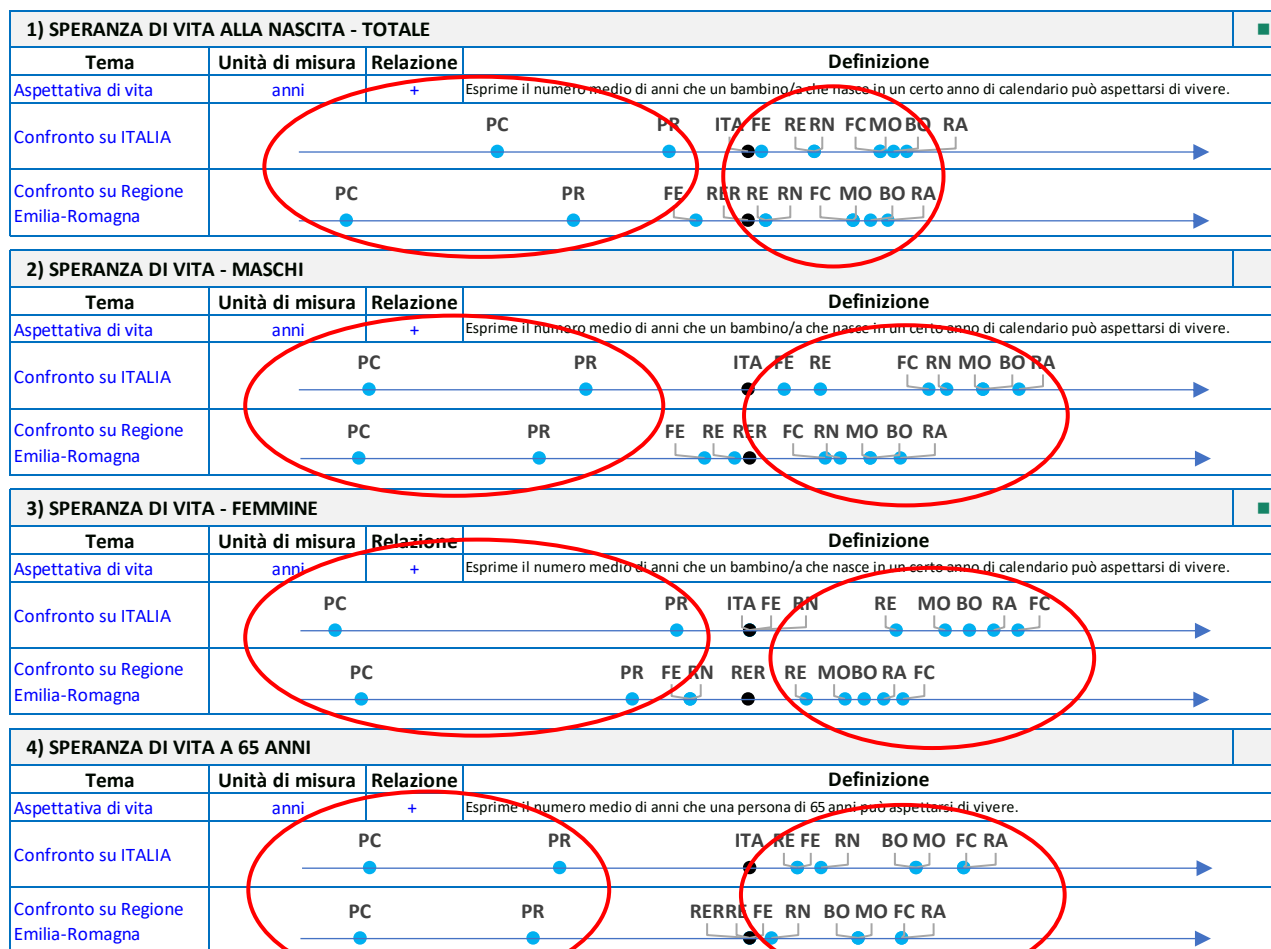 1) SPERANZA DI VITA ALLA NASCITA - TOTALE
Tema Unità di misura Relazione Definizione
Aspettativa di vita anni + Esprime il numero medio di anni che un bambino/a che nasce in un certo anno di calendario può aspettarsi di vivere.
Confronto su ITALIA PC PR ITA FE RE RN FC MO BO RA
Confronto su Regione
Emilia-Romagna PC PR FE RER RE RN FC MO BO RA
2) SPERANZA DI VITA - MASCHI
Tema Unità di misura Relazione Definizione
Aspettativa di vita anni + Esprime il numero medio di anni che un bambino/a che nasce in un certo anno di calendario può aspettarsi di vivere.
Confronto su ITALIA PC PR ITA FE RE FC RN MO BO RA
Confronto su Regione
Emilia-Romagna PC PR FE RE RER FC RN MO BO RA
3) SPERANZA DI VITA - FEMMINE
Tema Unità di misura Relazione Definizione
Aspettativa di vita anni + Esprime il numero medio di anni che un bambino/a che nasce in un certo anno di calendario può aspettarsi di vivere.
Confronto su ITALIA PC PR ITA FE RN RE MO BO RA FC
Confronto su Regione
Emilia-Romagna PC PR FE RN RER RE MO BO RA FC
4) SPERANZA DI VITA A 65 ANNI
Tema Unità di misura Relazione Definizione
Aspettativa di vita anni + Esprime il numero medio di anni che una persona di 65 anni può aspettarsi di vivere.
Confronto su ITALIA PC PR ITA RE FE RN BO MO FC RA
Confronto su Regione
Emilia-Romagna PC PR RER RE FE RN BO MO FC RA